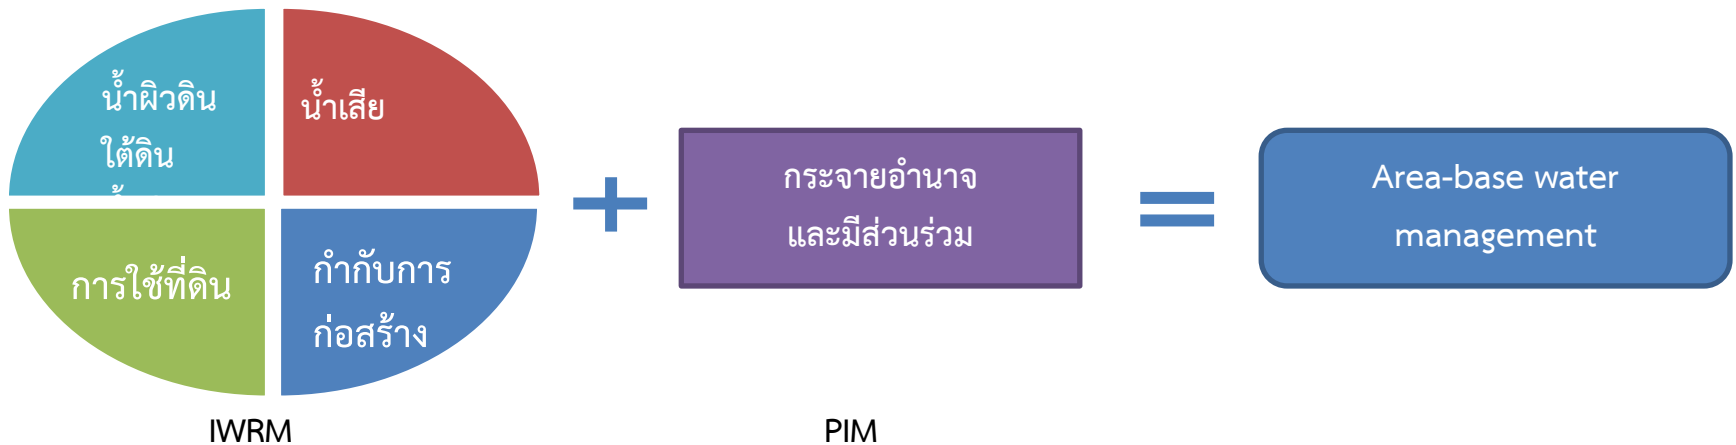 น้ำผิวดิน
ใต้ดิน
น้ำเสีย
การใช้ที่ดิน
กำกับการ
ก่อสร้าง
IWRM
กระจายอำนาจ
และมีส่วนร่วม
PIM
Area-base water
management